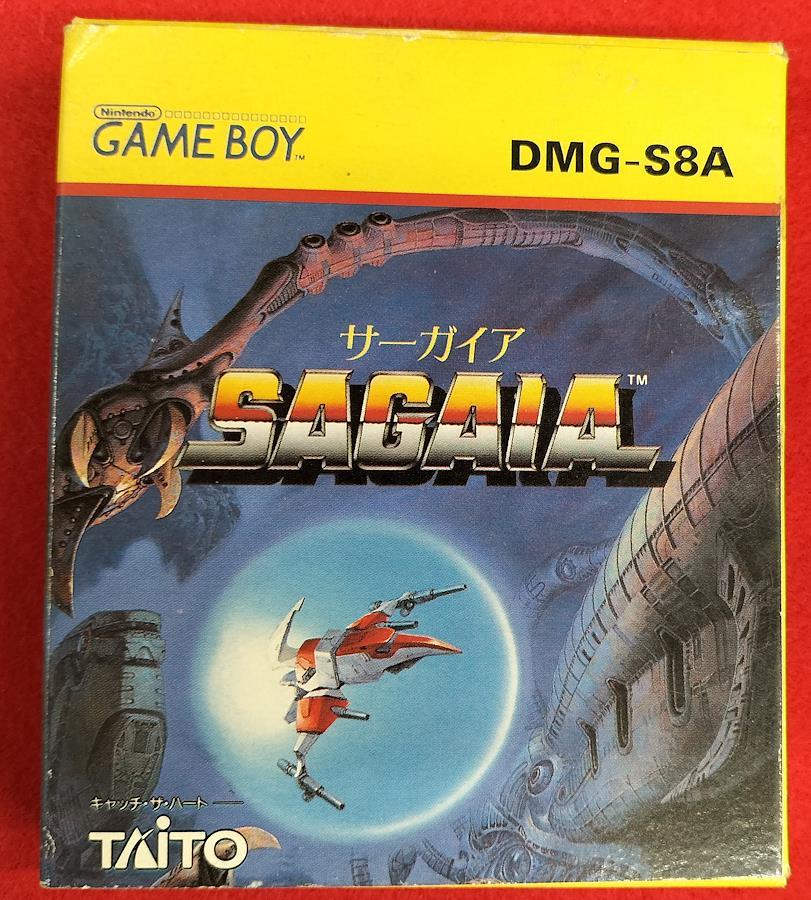 Nintendo
GAME BOY™
DMG-S8A
サーガイア
SAGAIA™
キャッチ・ザ・ハート
TAITO